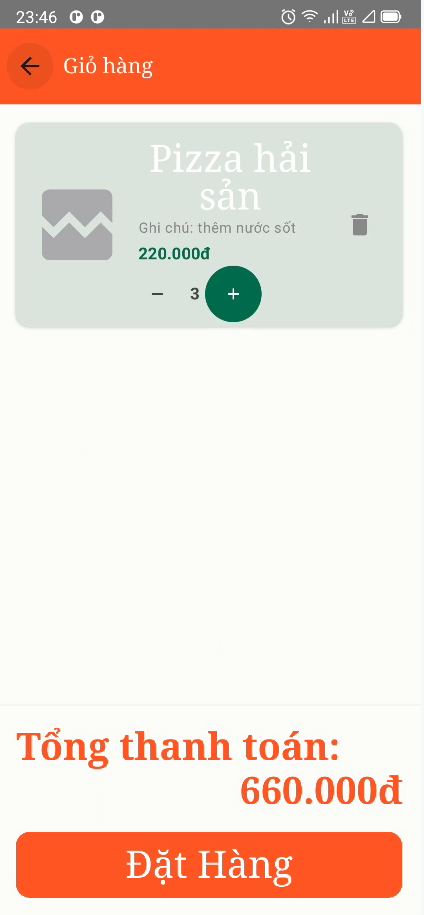 23:46
Giỏ hàng
Pizza hải
sản
Ghi chú: thêm nước sốt
220.000đ
3
Tổng thanh toán:
660.000đ
Đặt Hàng